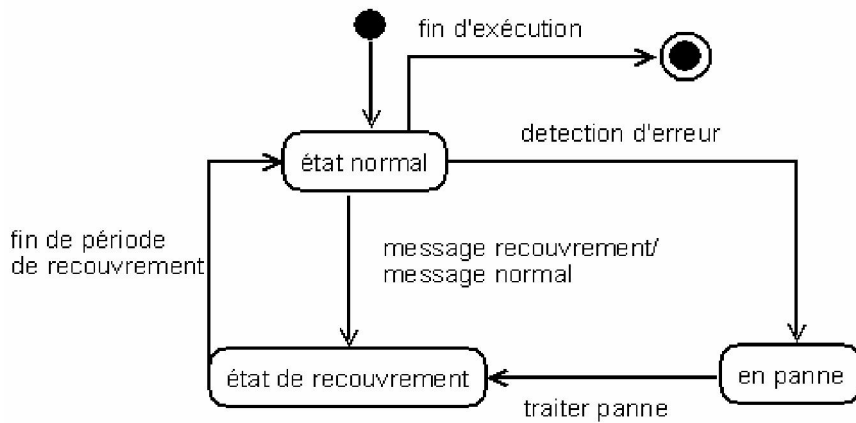 fin d'exécution
detection d'erreur
état normal
fin de période
de recouvrement
message recouvrement/
message normal
état de recouvrement
en panne
traiter panne